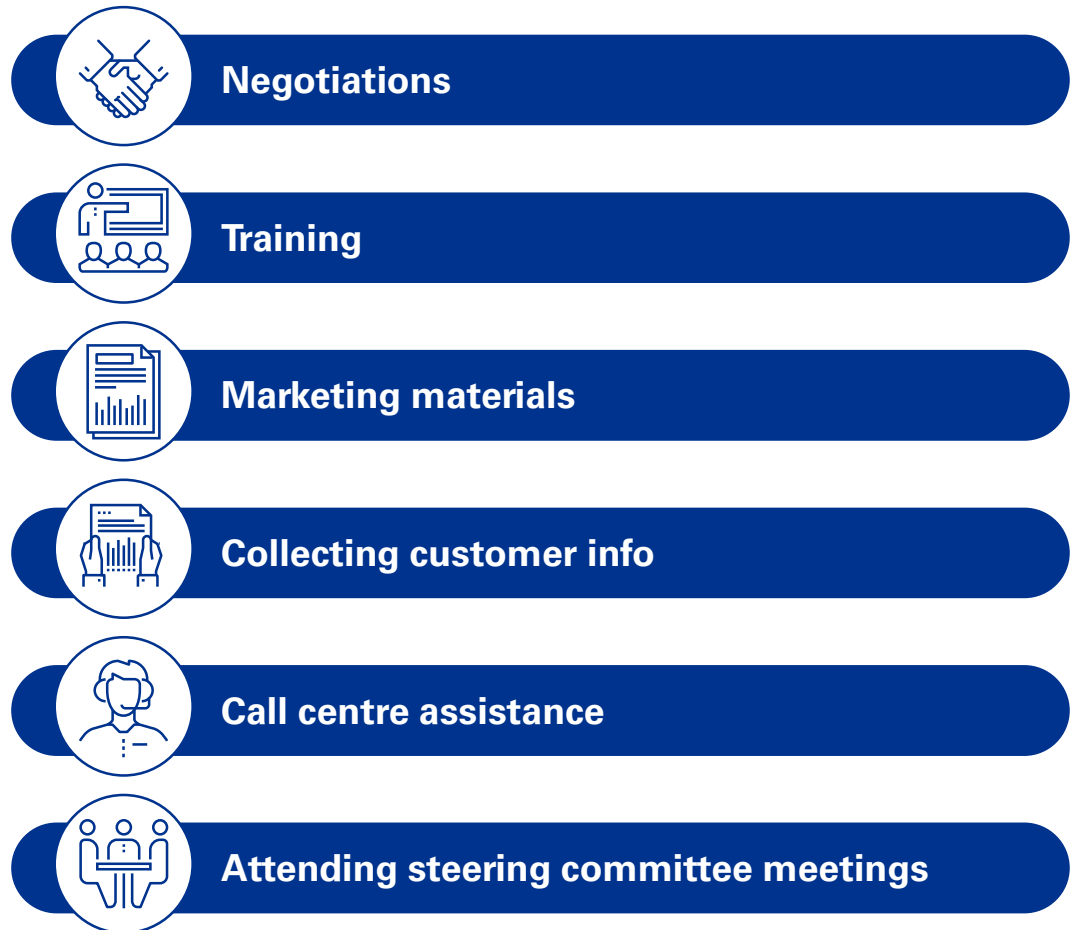 Negotiations
Training
Marketing materials
Collecting customer info
Call centre assistance
Attending steering committee meetings